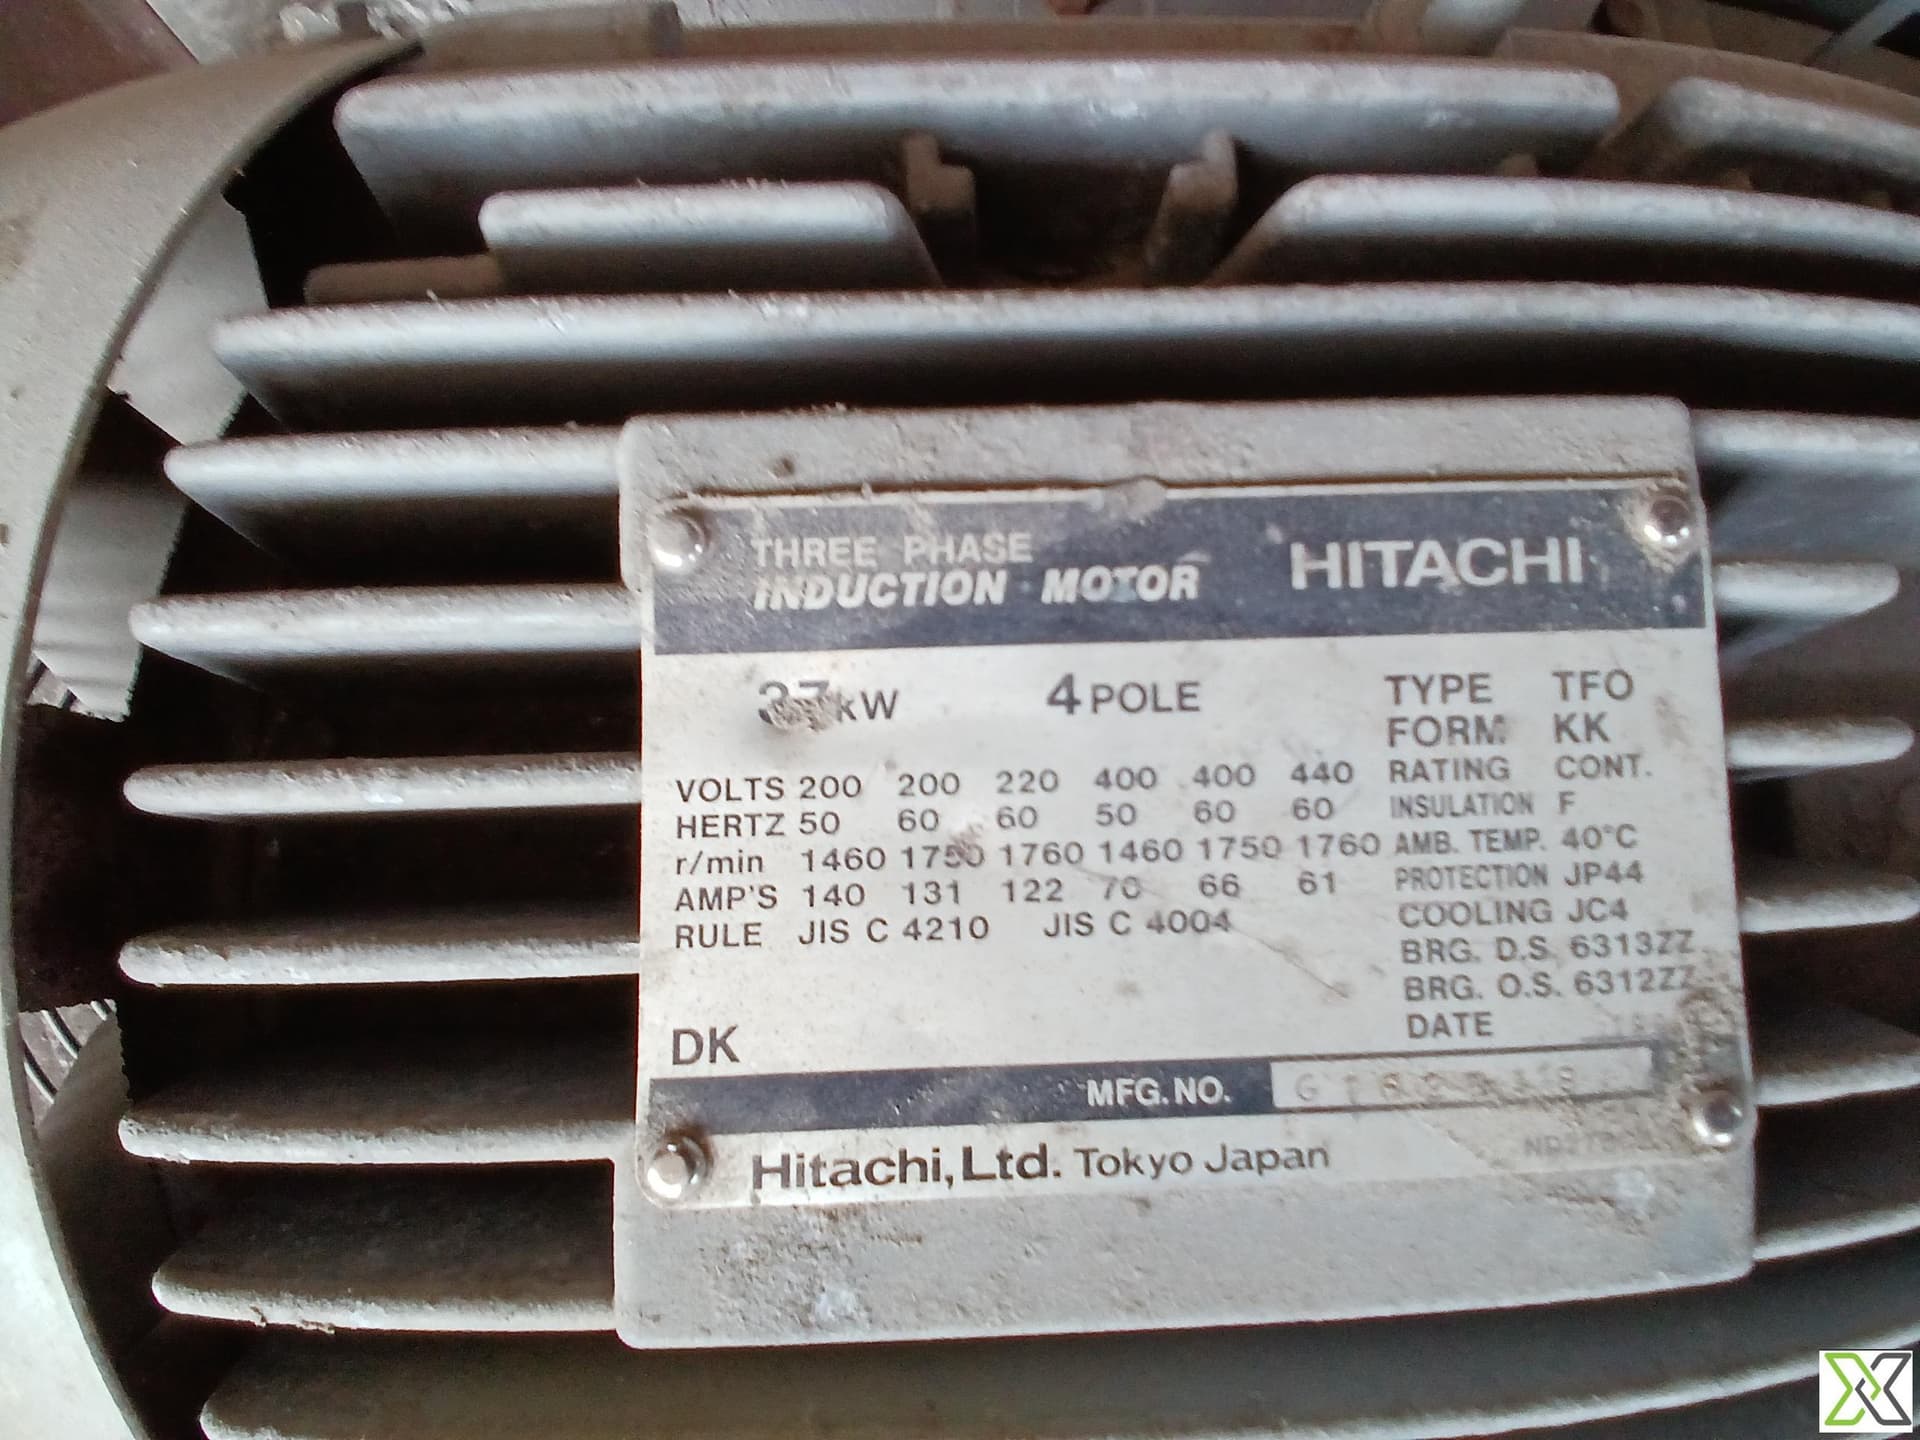 THREE PHASE
INDUCTION MOTOR
HITACHI
37kW 4 POLE
VOLTS 200 200 220 400 400 440
HERTZ 50 60 60 50 60 60
r/min 1460 1750 1760 1460 1750 1760
AMP'S 140 131 122 70 66 61
RULE JIS C 4210 JIS C 4004
TYPE TFO
FORM KK
RATING CONT.
INSULATION F
AMB. TEMP. 40°C
PROTECTION JP44
COOLING JC4
BRG. D.S. 6313ZZ
BRG. O.S. 6312ZZ
DATE
DK
MFG. NO.
Hitachi, Ltd. Tokyo Japan